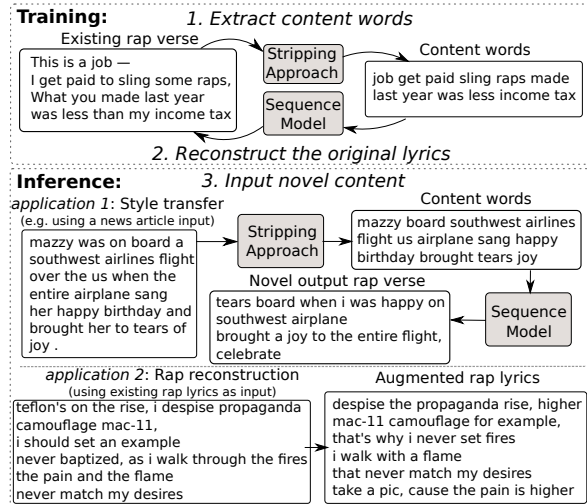 Training:
1. Extract content words
Existing rap verse
This is a job —
I get paid to sling some raps,
What you made last year
was less than my income tax
Stripping
Approach
Content words
job get paid sling raps made
last year was less income tax
Sequence
Model
2. Reconstruct the original lyrics
Inference:
3. Input novel content
application 1: Style transfer
(e.g. using a news article input)
mazzy was on board a
southwest airlines flight
over the us when the
entire airplane sang
her happy birthday and
brought her to tears of
joy .
Stripping
Approach
Content words
mazzy board southwest airlines
flight us airplane sang happy
birthday brought tears joy
Novel output rap verse
tears board when i was happy on
southwest airplane
brought a joy to the entire flight,
celebrate
Sequence
Model
application 2: Rap reconstruction
(using existing rap lyrics as input)
teflon's on the rise, i despise propaganda
camouflage mac-11,
i should set an example
never baptized, as i walk through the fires
the pain and the flame
never match my desires
Augmented rap lyrics
despise the propaganda rise, higher
mac-11 camouflage for example,
that's why i never set fires
i walk with a flame
that never match my desires
take a pic, cause the pain is higher